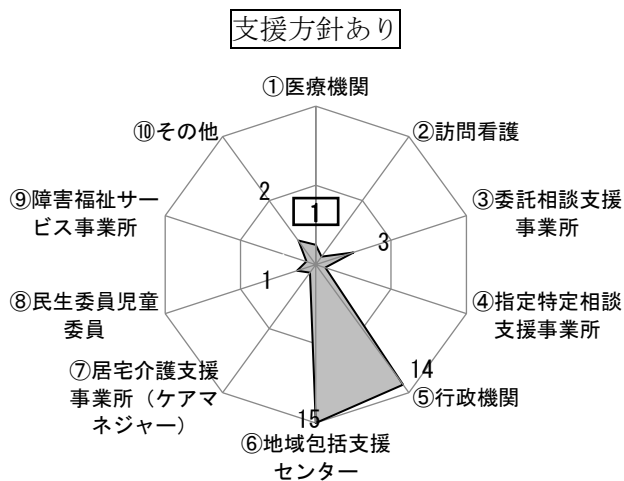 支援方針あり
①医療機関
⑩その他
②訪問看護
2
1
⑨障害福祉サー
ビス事業所
③委託相談支援
事業所
3
1
⑧民生委員児童
委員
④指定特定相談
支援事業所
⑦居宅介護支援
事業所（ケアマ
ネジャー）
14
⑤行政機関
15
⑥地域包括支援
センター